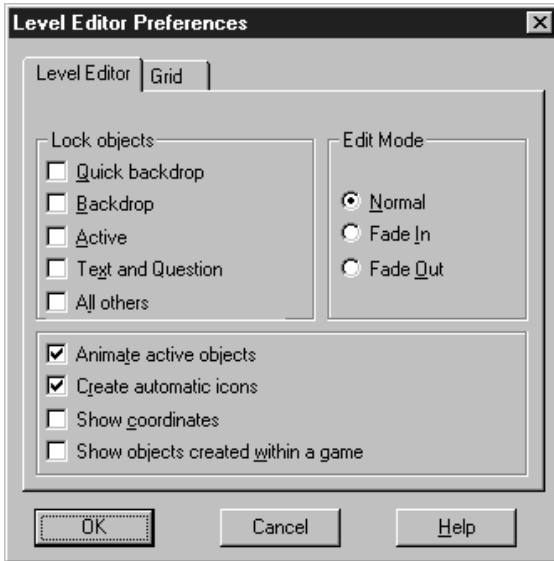 Level Editor Preferences
Level Editor
Grid
Lock objects
Quick backdrop
Backdrop
Active
Text and Question
All others
Edit Mode
Normal
Fade In
Fade Out
Animate active objects
Create automatic icons
Show coordinates
Show objects created within a game
OK
Cancel
Help